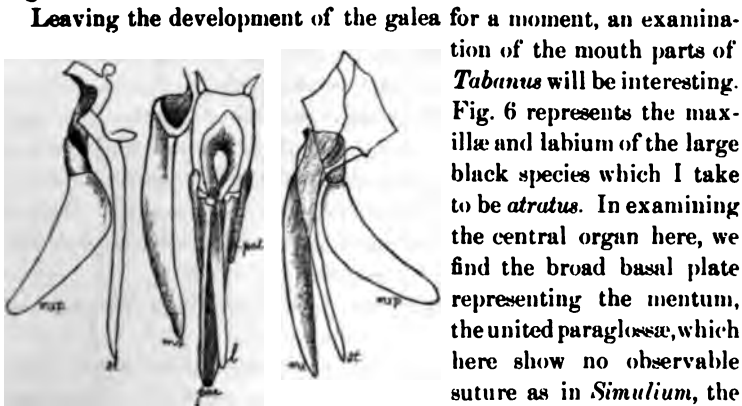 Leaving the development of the galea for a moment, an examina-
tion of the mouth parts of
Tabanus will be interesting.
Fig. 6 represents the max-
illæ and labium of the large
black species which I take
to be atratus. In examining
the central organ here, we
find the broad basal plate
representing the mentum,
the united paraglossæ, which
here show no observable
suture as in Simulium, the
mxp.
st
mx
pal
l
mx
st
mxp